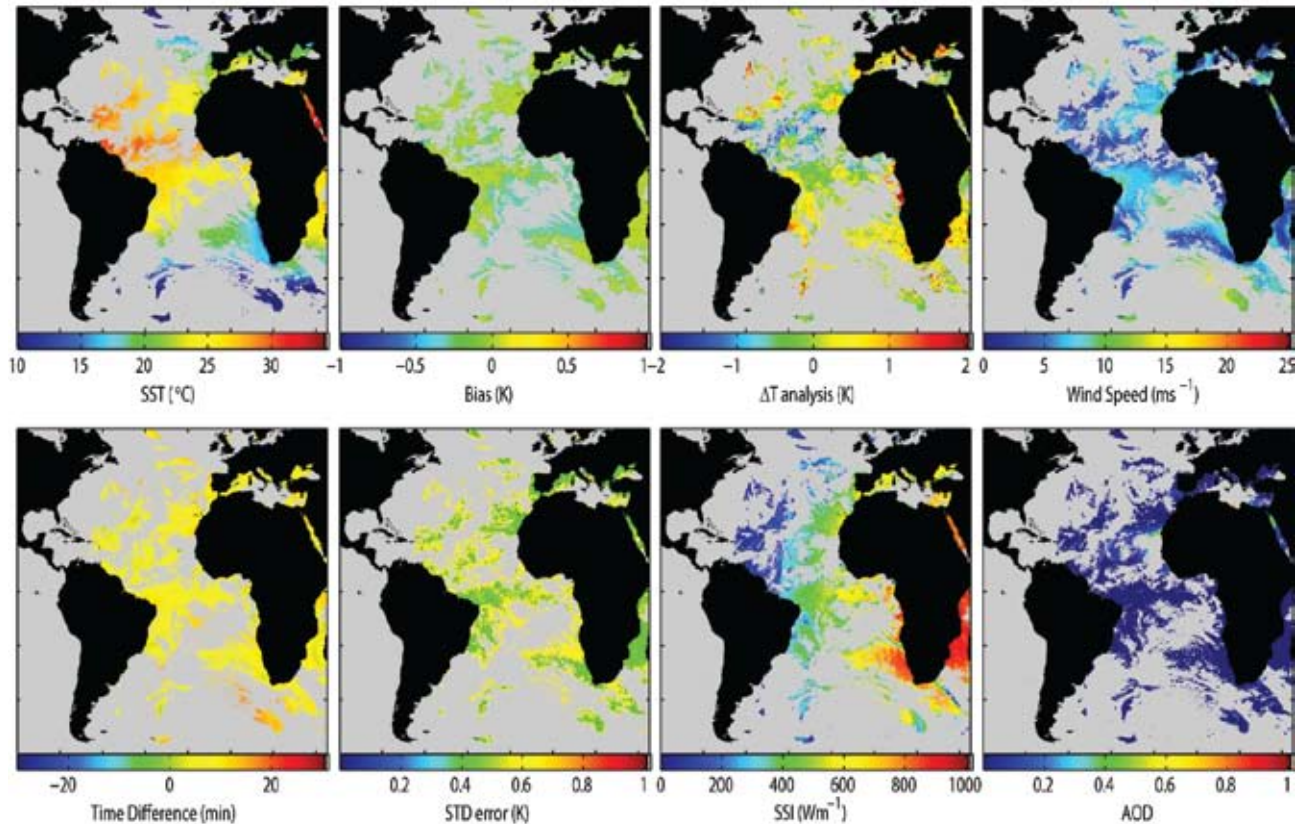 10 15 20 25 30 −1 −0.5 0 0.5 1 −2 −1 0 1 2 0 5 10 15 20 25
SST (°C) Bias (K) ΔT analysis (K) Wind Speed (ms −1)
−20 0 20 0.2 0.4 0.6 0.8 1 0 200 400 600 800 1000 0.2 0.4 0.6 0.8 1
Time Difference (min) STD error (K) SSI (Wm−1) AOD